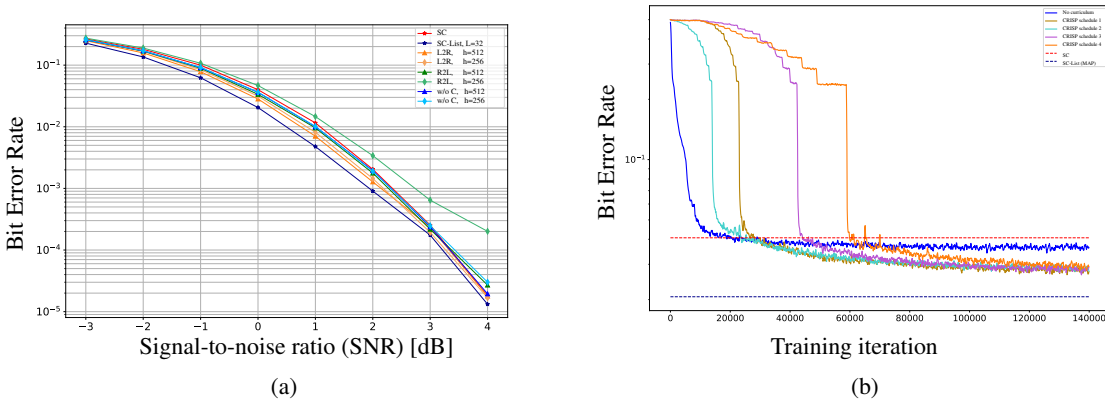 10⁻¹
10⁻²
10⁻³
10⁻⁴
10⁻⁵
Bit Error Rate
SC
SC-List, L=32
L2R, h=512
L2R, h=256
R2L, h=512
R2L, h=256
w/o C, h=512
w/o C, h=256
−3 −2 −1 0 1 2 3 4
Signal-to-noise ratio (SNR) [dB]
(a)
10⁻¹
Bit Error Rate
No curriculum
CRISP schedule 1
CRISP schedule 2
CRISP schedule 3
CRISP schedule 4
SC
SC-List (MAP)
0 20000 40000 60000 80000 100000 120000 140000
Training iteration
(b)